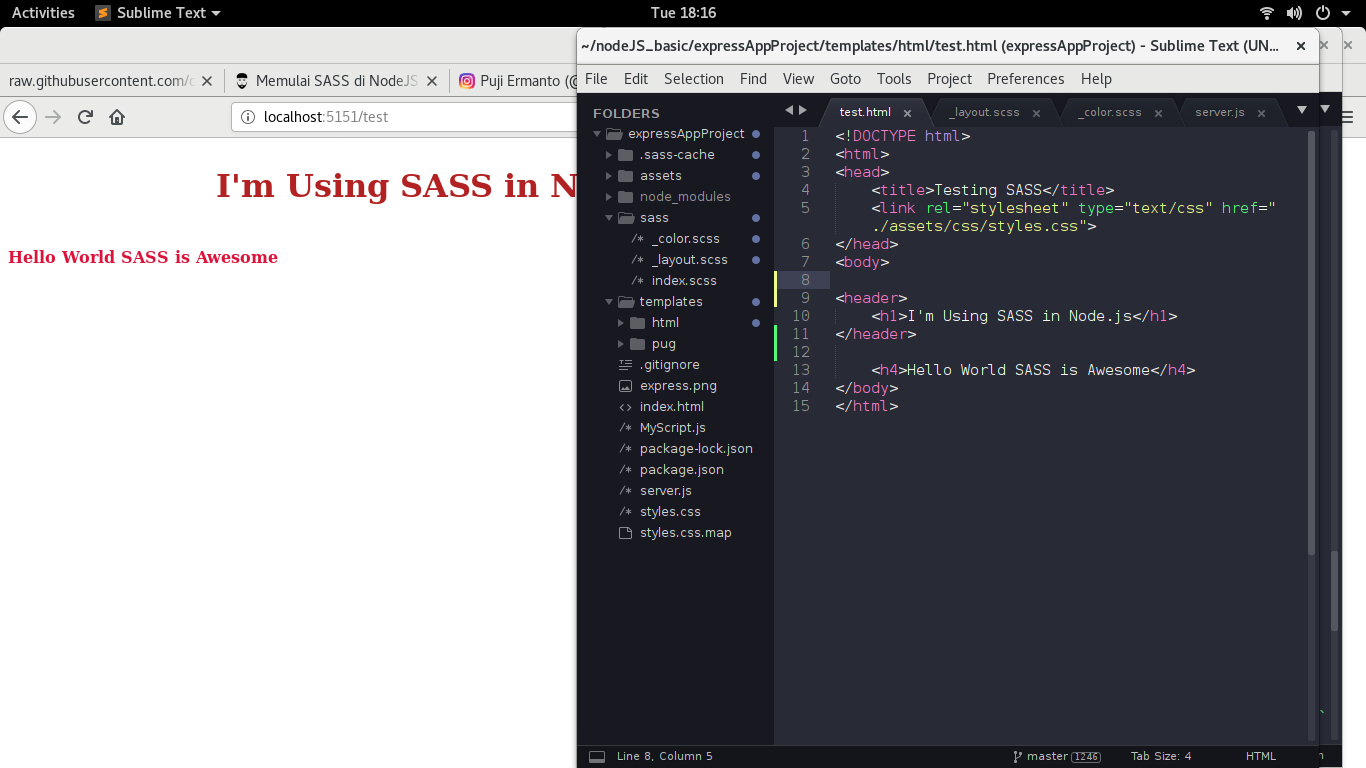 Activities Sublime Text Tue 18:16
~/nodeJS_basic/expressAppProject/templates/html/test.html (expressAppProject) - Sublime Text (UN...
raw.githubusercontent.com/ Memulai SASS di NodeJS Puji Ermanto (@
localhost:5151/test
I'm Using SASS in N
Hello World SASS is Awesome
File Edit Selection Find View Goto Tools Project Preferences Help
FOLDERS
expressAppProject
.sass-cache
assets
node_modules
sass
/* _color.scss
/* _layout.scss
/* index.scss
templates
html
pug
.gitignore
express.png
<> index.html
/* MyScript.js
/* package-lock.json
/* package.json
/* server.js
/* styles.css
styles.css.map
test.html _layout.scss _color.scss server.js
1 <!DOCTYPE html>
2 <html>
3 <head>
4 <title>Testing SASS</title>
5 <link rel="stylesheet" type="text/css" href="
./assets/css/styles.css">
6 </head>
7 <body>
8
9 <header>
10 <h1>I'm Using SASS in Node.js</h1>
11 </header>
12
13 <h4>Hello World SASS is Awesome</h4>
14 </body>
15 </html>
Line 8, Column 5 master 1246 Tab Size: 4 HTML